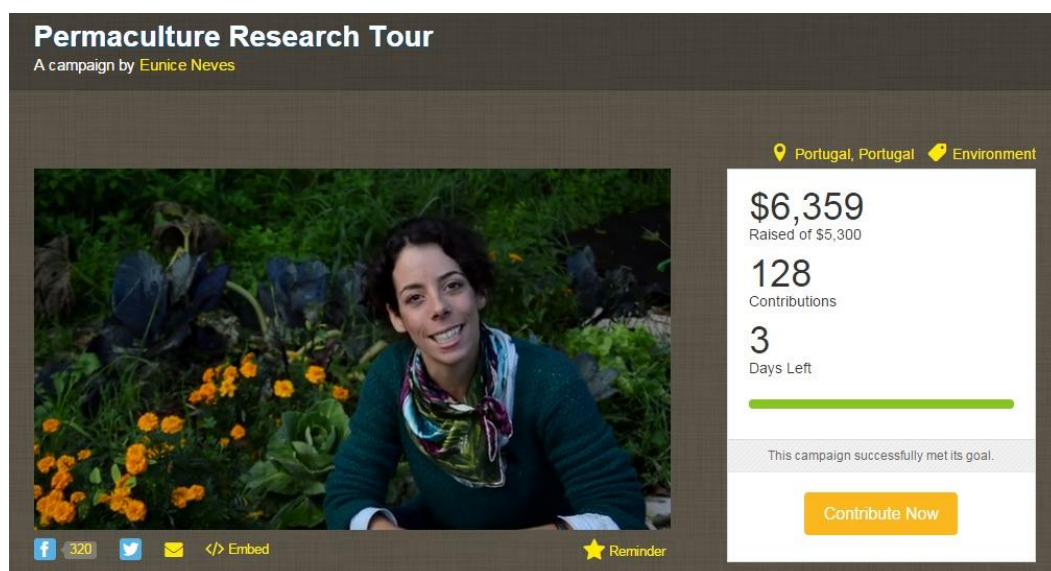 Permaculture Research Tour
A campaign by Eunice Neves
Portugal, Portugal Environment
$6,359
Raised of $5,300
128
Contributions
3
Days Left
This campaign successfully met its goal.
Contribute Now
f 320 </> Embed Reminder